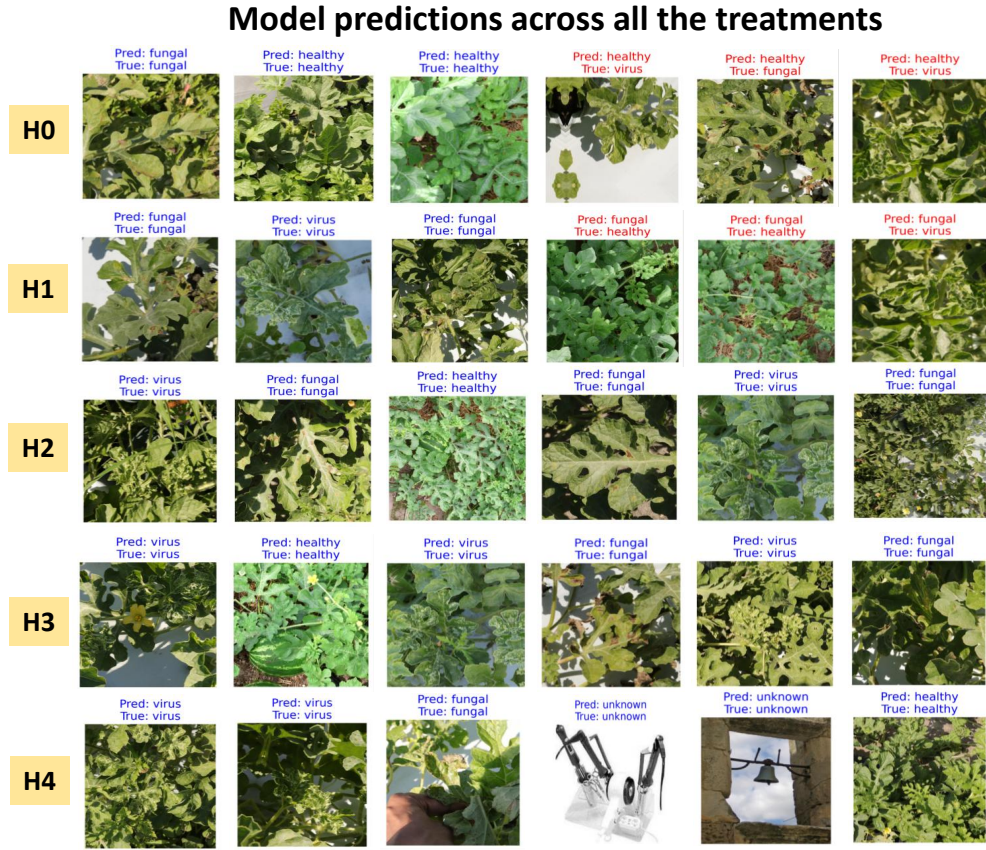 Model predictions across all the treatments
H0
Pred: fungal
True: fungal
Pred: healthy
True: healthy
Pred: healthy
True: healthy
Pred: healthy
True: virus
Pred: healthy
True: fungal
Pred: healthy
True: virus
H1
Pred: fungal
True: fungal
Pred: virus
True: virus
Pred: fungal
True: fungal
Pred: fungal
True: healthy
Pred: fungal
True: healthy
Pred: fungal
True: virus
H2
Pred: virus
True: virus
Pred: fungal
True: fungal
Pred: healthy
True: healthy
Pred: fungal
True: fungal
Pred: virus
True: virus
Pred: fungal
True: fungal
H3
Pred: virus
True: virus
Pred: healthy
True: healthy
Pred: virus
True: virus
Pred: fungal
True: fungal
Pred: virus
True: virus
Pred: fungal
True: fungal
H4
Pred: virus
True: virus
Pred: virus
True: virus
Pred: fungal
True: fungal
Pred: unknown
True: unknown
Pred: unknown
True: unknown
Pred: healthy
True: healthy